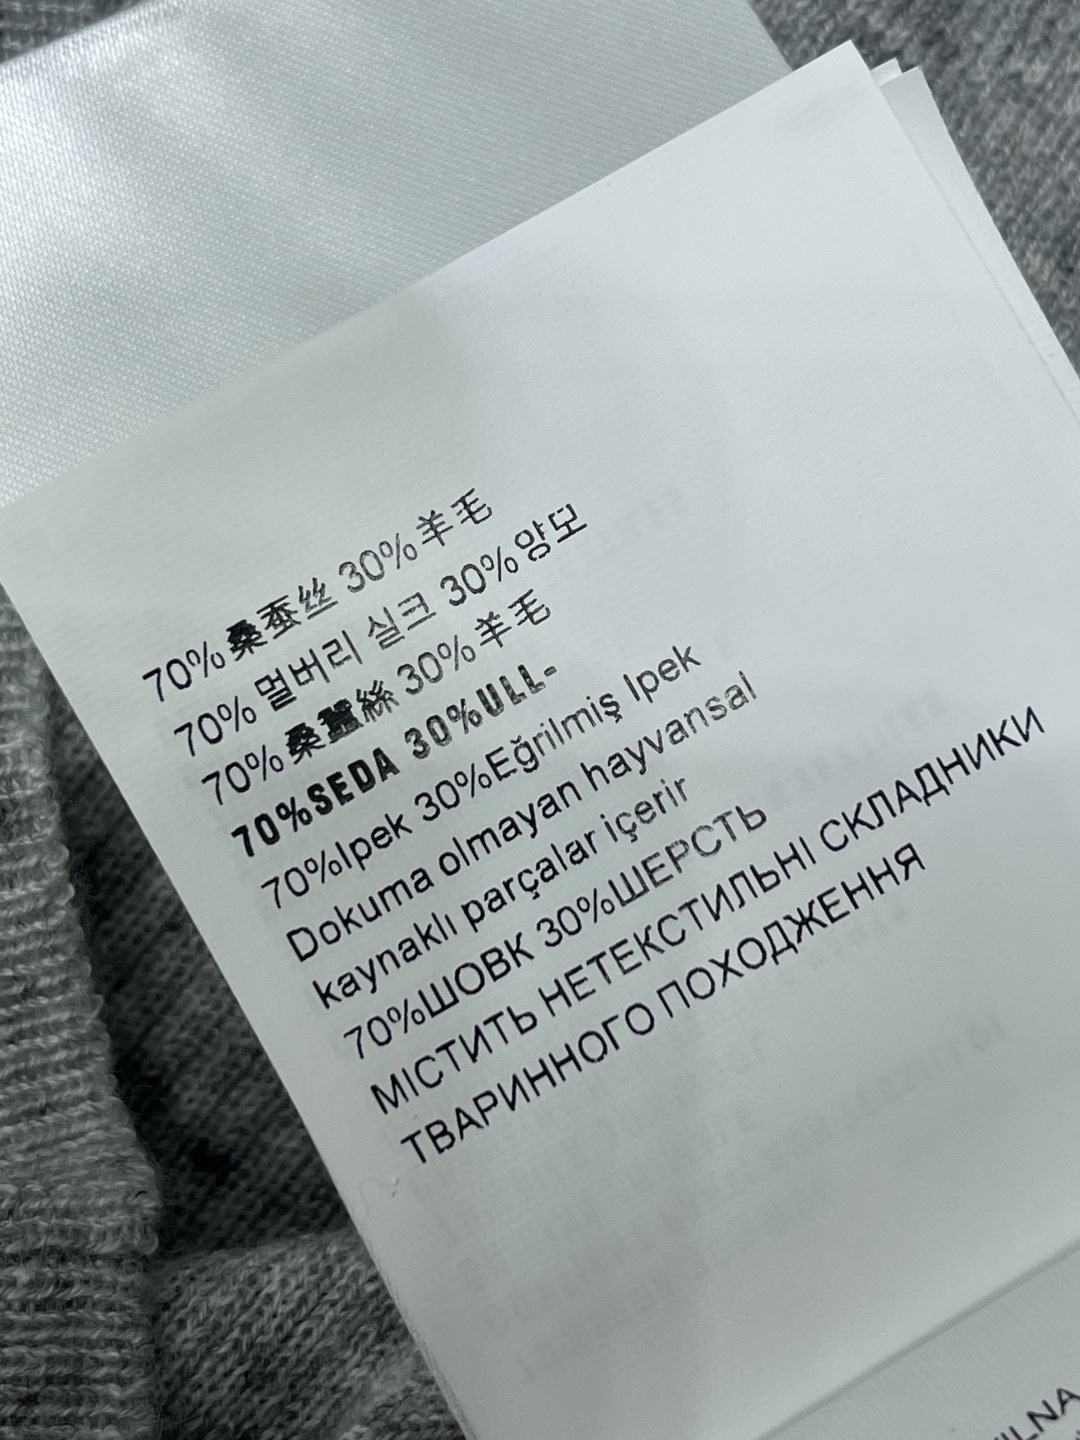 70%桑蚕丝 30%羊毛
70% 멀버리 실크 30%양모
70%桑蠶絲 30%羊毛
70%SEDA 30%ULL-
70%Ipek 30%Eğrilmiş Ipek
Dokuma olmayan hayvansal
kaynaklı parçalar içerir
70%ШОВК 30%ШЕРСТЬ
МІСТИТЬ НЕТЕКСТИЛЬНІ СКЛАДНИКИ
ТВАРИННОГО ПОХОДЖЕННЯ